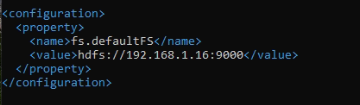 <configuration>
<property>
<name>fs.defaultFS</name>
<value>hdfs://192.168.1.16:9000</value>
</property>
</configuration>